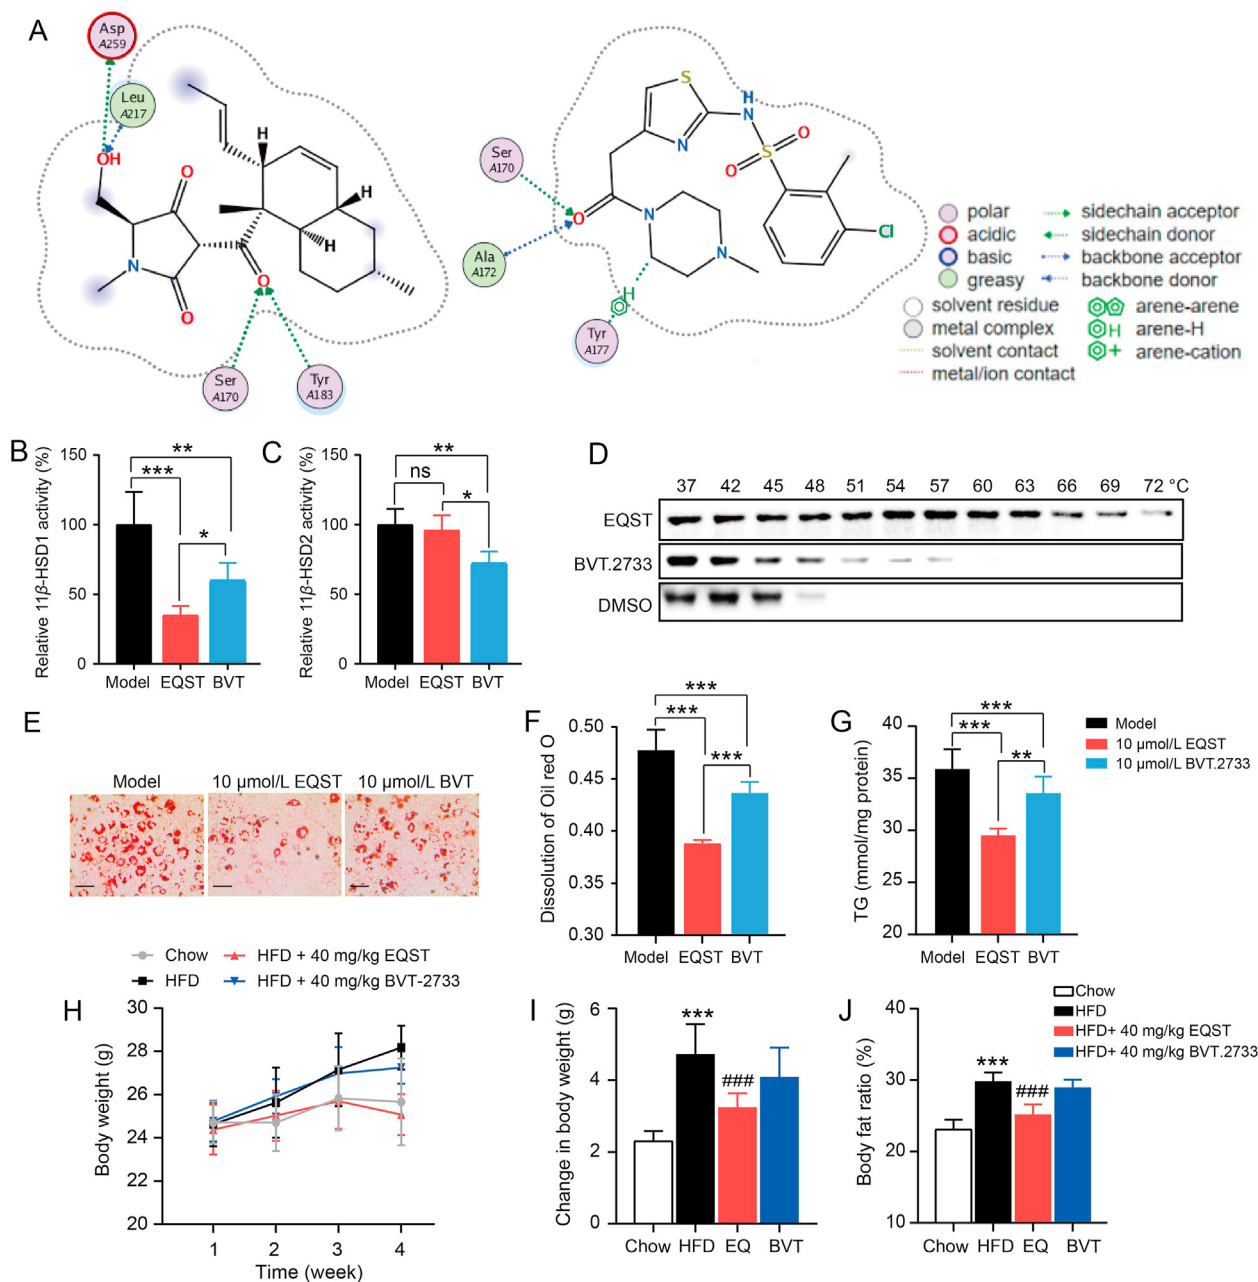 A
Asp
A259
Leu
A217
OH
O
H
H
H
N
O
O
Ser
A170
Tyr
A183
S
H
N
N
O
S
O
Ser
A170
O
N
N
Cl
Ala
A172
H
Tyr
A177
polar
acidic
basic
greasy
solvent residue
metal complex
solvent contact
metal/ion contact
sidechain acceptor
sidechain donor
backbone acceptor
backbone donor
arene-arene
H arene-H
+ arene-cation
B
Relative 11β-HSD1 activity (%)
150
100
50
0
**
***
*
Model EQST BVT
C
Relative 11β-HSD2 activity (%)
150
100
50
0
**
ns
*
Model EQST BVT
D
37 42 45 48 51 54 57 60 63 66 69 72 °C
EQST
BVT.2733
DMSO
E
Model 10 μmol/L EQST 10 μmol/L BVT
F
Dissolution of Oil red O
0.50
0.45
0.40
0.35
0.30
***
***
***
Model EQST BVT
G
TG (mmol/mg protein)
40
35
30
25
20
***
***
**
Model EQST BVT
Model
10 μmol/L EQST
10 μmol/L BVT.2733
Chow HFD + 40 mg/kg EQST
HFD HFD + 40 mg/kg BVT-2733
H
Body weight (g)
30
28
26
24
22
20
1 2 3 4
Time (week)
I
Change in body weight (g)
6
4
2
0
***
###
Chow HFD EQ BVT
J
Body fat ratio (%)
40
30
20
10
***
###
Chow HFD EQ BVT
Chow
HFD
HFD+ 40 mg/kg EQST
HFD+ 40 mg/kg BVT.2733